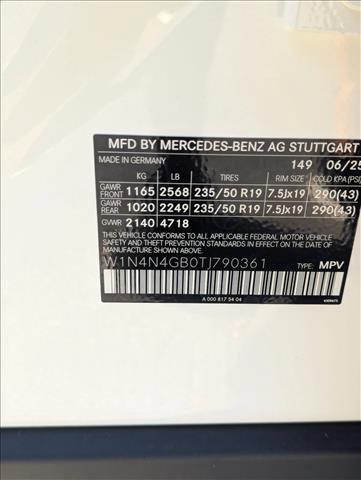 MFD BY MERCEDES-BENZ AG STUTTGART
MADE IN GERMANY 149 06/25
KG LB TIRES RIM SIZE COLD KPA (PSI)
GAWR FRONT 1165 2568 235/50 R19 7.5Jx19 290(43)
GAWR REAR 1020 2249 235/50 R19 7.5Jx19 290(43)
GVWR 2140 4718
THIS VEHICLE CONFORMS TO ALL APPLICABLE U.S. FEDERAL MOTOR VEHICLE SAFETY, BUMPER AND THEFT PREVENTION STANDARDS IN EFFECT ON THE DATE
OF MANUFACTURE SHOWN ABOVE
W1N4N4GB0TJ790361 TYPE: MPV
A 000 817 54 04